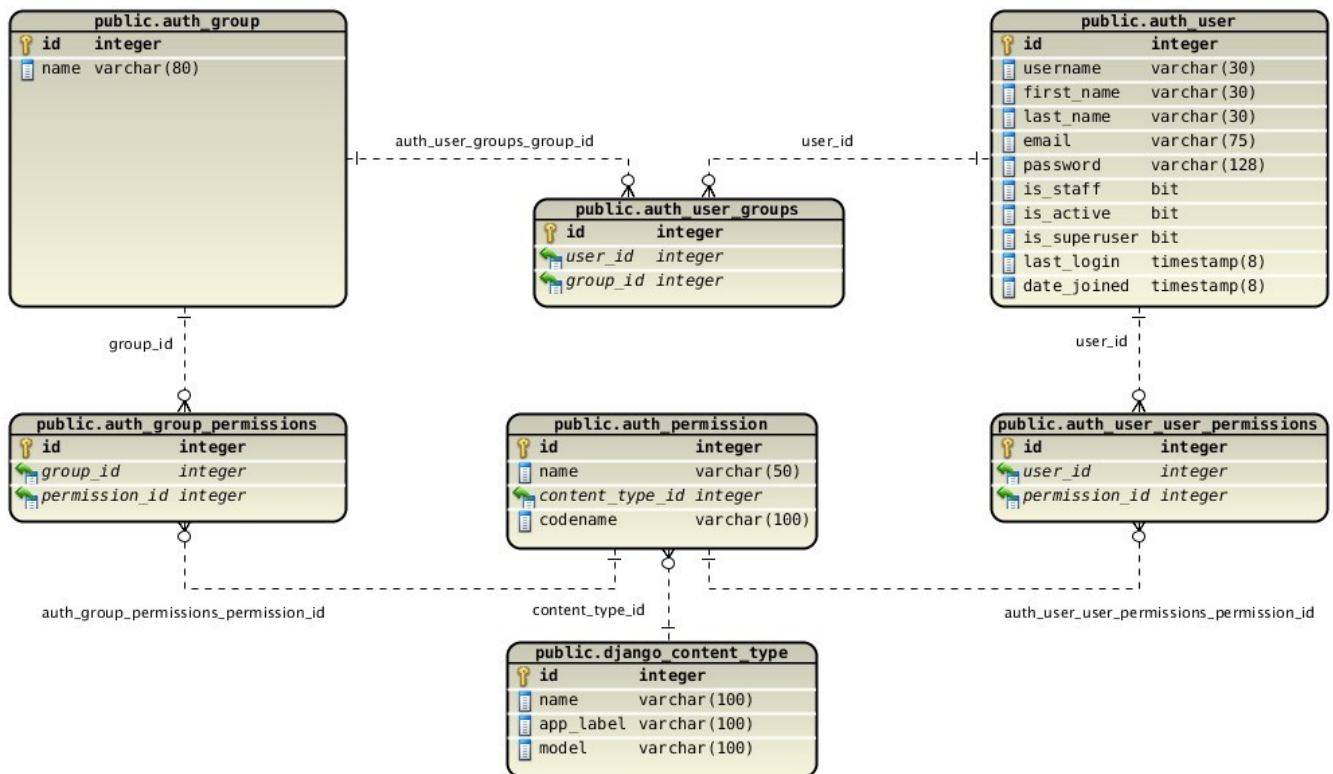 public.auth_group
id integer
name varchar(80)
public.auth_user
id integer
username varchar(30)
first_name varchar(30)
last_name varchar(30)
email varchar(75)
password varchar(128)
is_staff bit
is_active bit
is_superuser bit
last_login timestamp(8)
date_joined timestamp(8)
auth_user_groups_group_id
user_id
public.auth_user_groups
id integer
user_id integer
group_id integer
group_id
user_id
public.auth_group_permissions
id integer
group_id integer
permission_id integer
public.auth_permission
id integer
name varchar(50)
content_type_id integer
codename varchar(100)
public.auth_user_user_permissions
id integer
user_id integer
permission_id integer
auth_group_permissions_permission_id
content_type_id
auth_user_user_permissions_permission_id
public.django_content_type
id integer
name varchar(100)
app_label varchar(100)
model varchar(100)